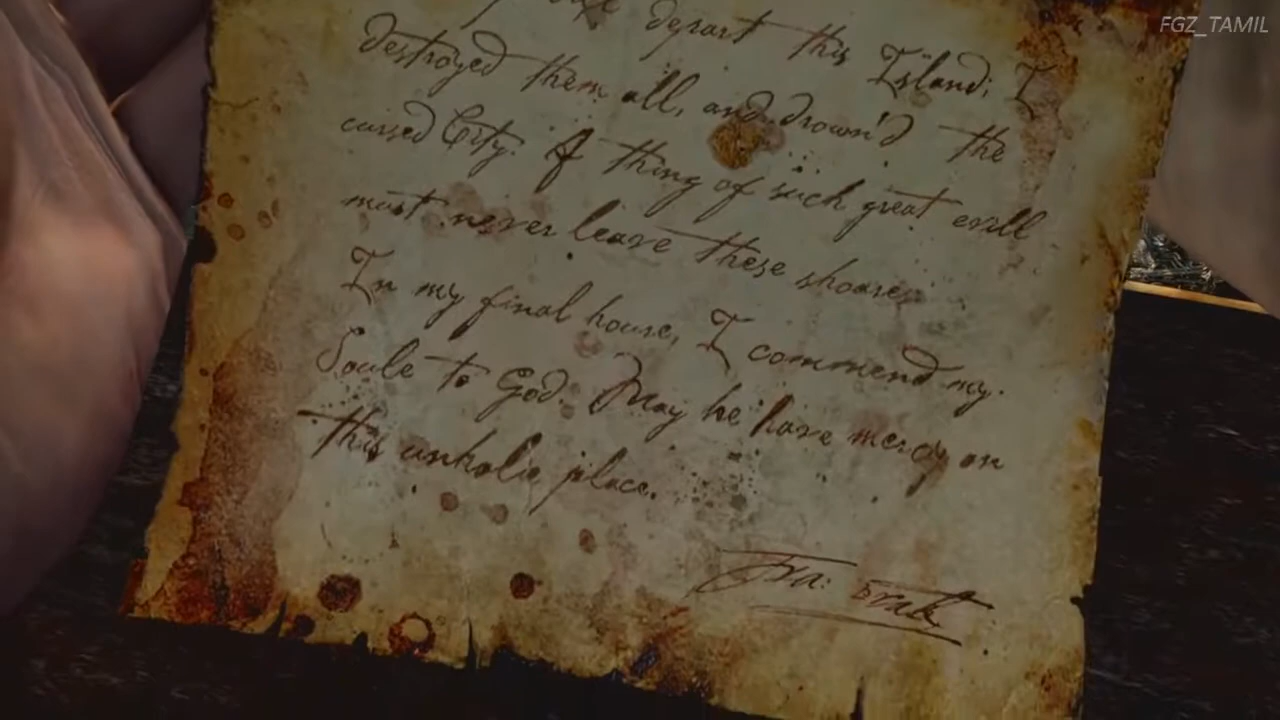 FGZ_TAMIL
depart this Island; I
destroyed them all, and drown'd the
cursed City. A thing of such great evill
must never leave these shoares.
In my final houre, I commend my
Soule to God. May he have mercy on
this unholie place.
Fra: Drak